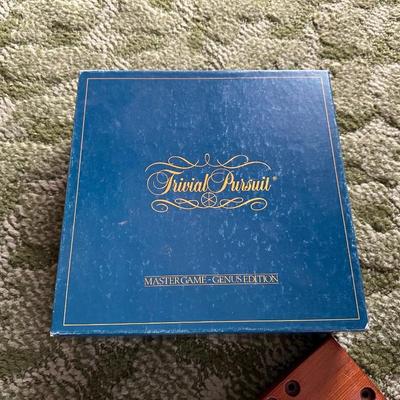 Trivial Pursuit®
MASTER GAME - GENUS EDITION